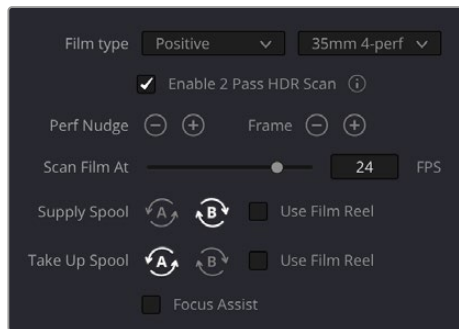 Film type Positive 35mm 4-perf
Enable 2 Pass HDR Scan i
Perf Nudge − + Frame − +
Scan Film At 24 FPS
Supply Spool A B Use Film Reel
Take Up Spool A B Use Film Reel
Focus Assist